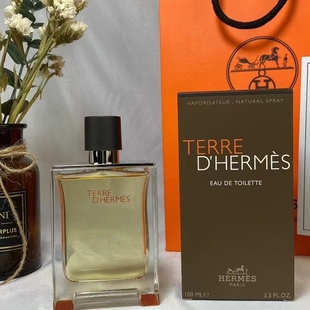 TERRE
D'HERMÈS
VAPORISATEUR . NATURAL SPRAY
TERRE
D'HERMÈS
EAU DE TOILETTE
HERMÈS
PARIS
100 ML ℮ 3.3 FL.OZ